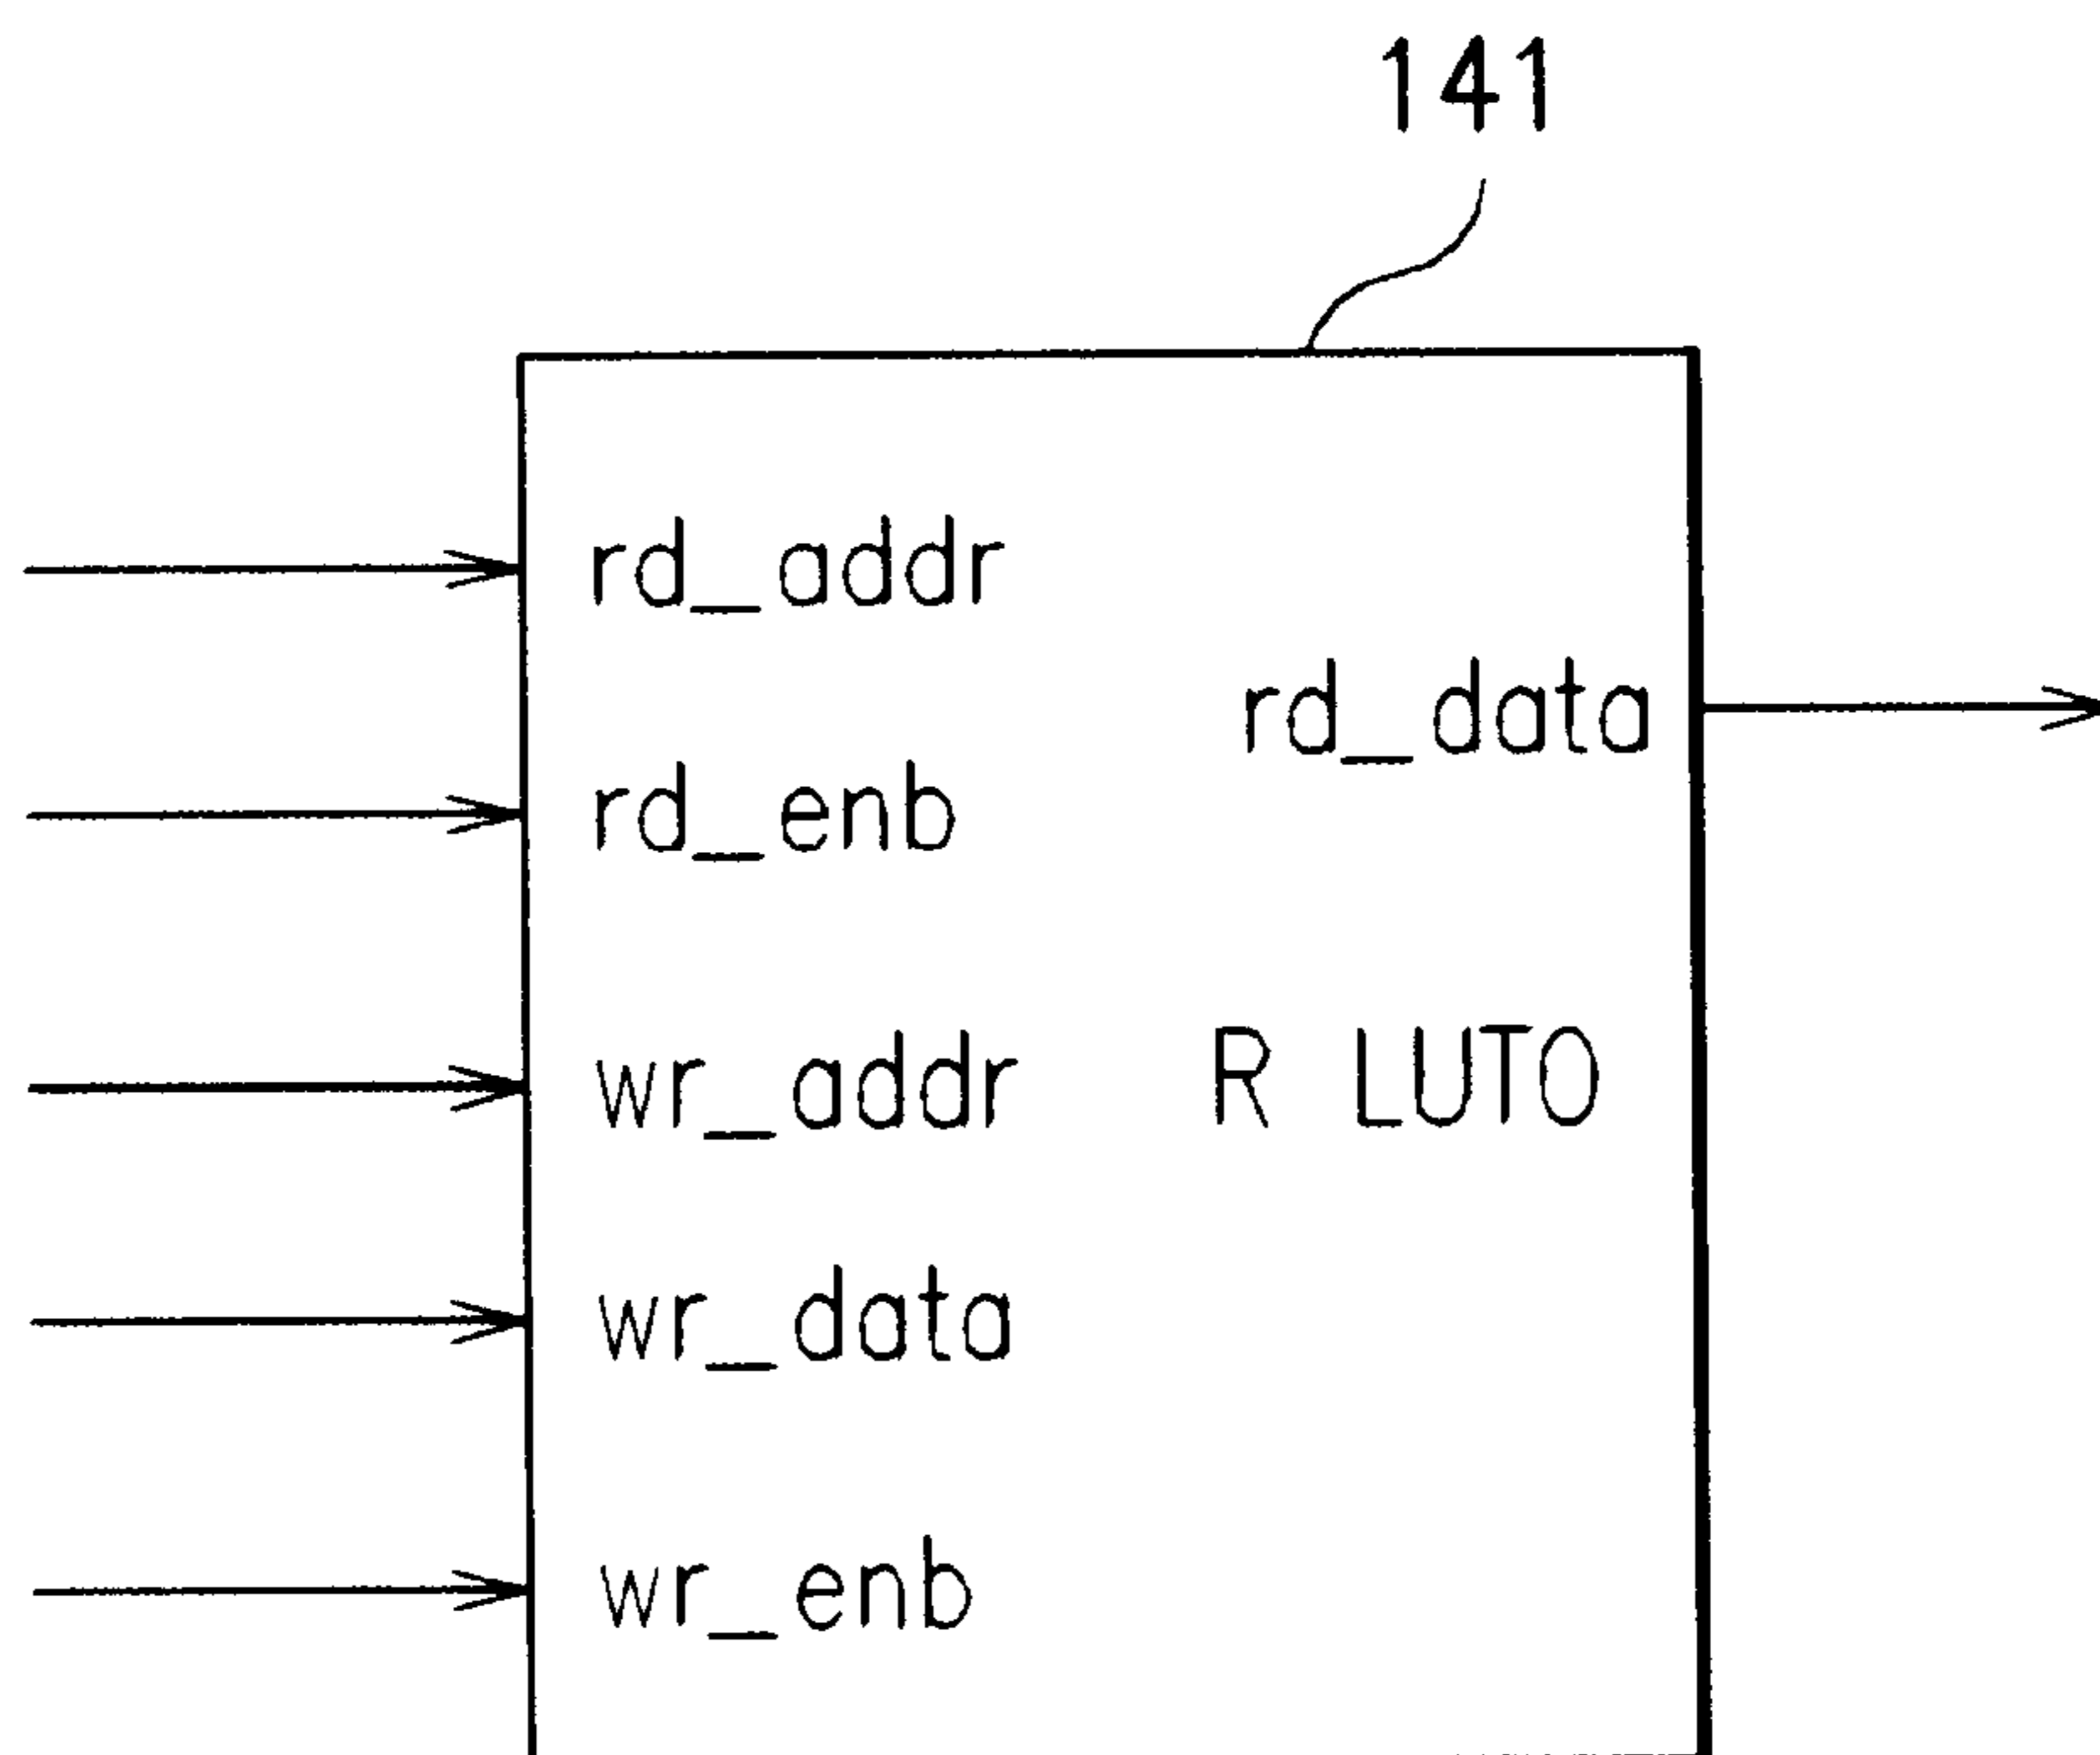 141
rd_addr
rd_data
rd_enb
wr_addr
R LUT0
wr_data
wr_enb